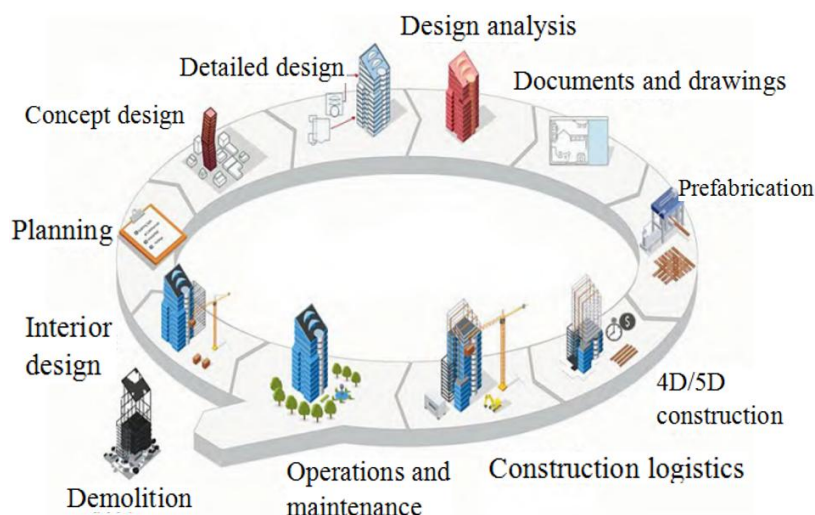 Design analysis
Detailed design
Documents and drawings
Concept design
Prefabrication
Planning
Interior
design
4D/5D
construction
Operations and
maintenance
Construction logistics
Demolition
$